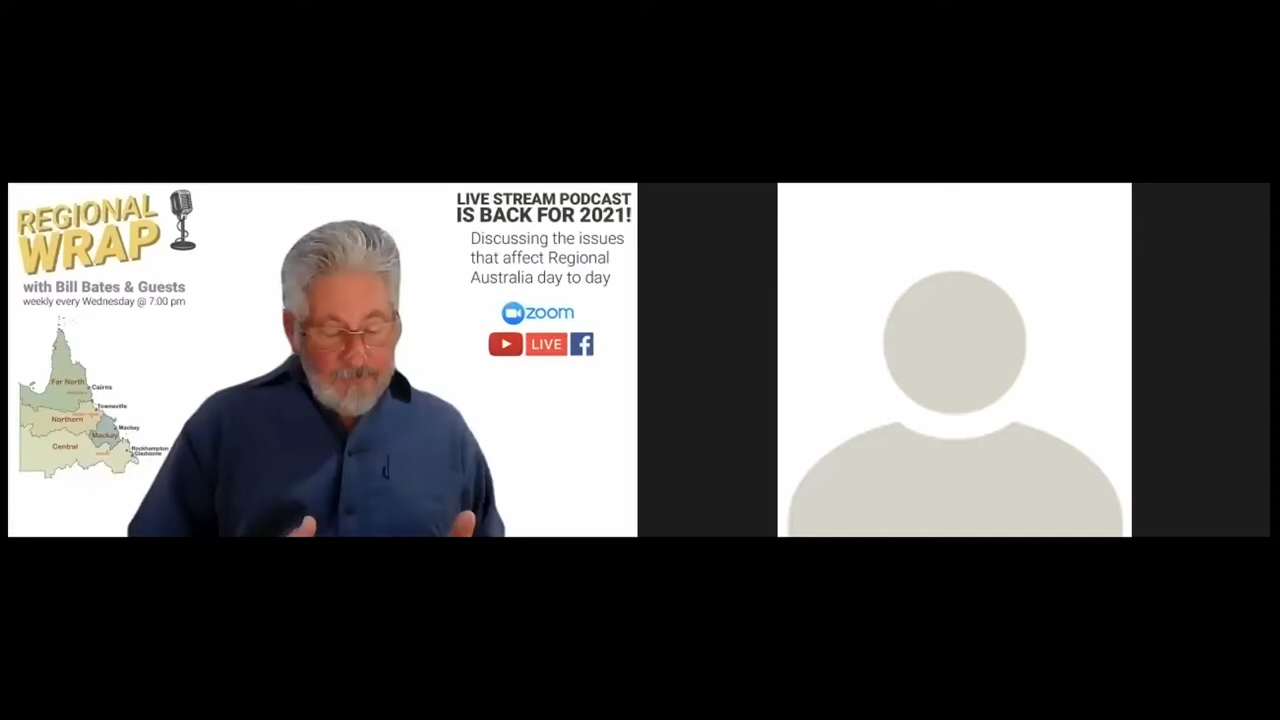 REGIONAL
WRAP
with Bill Bates & Guests
weekly every Wednesday @ 7:00 pm
Far North
Cairns
Townsville
Northern
Mackay
Mackay
Central
Rockhampton
Gladstone
LIVE STREAM PODCAST
IS BACK FOR 2021!
Discussing the issues
that affect Regional
Australia day to day
zoom
LIVE